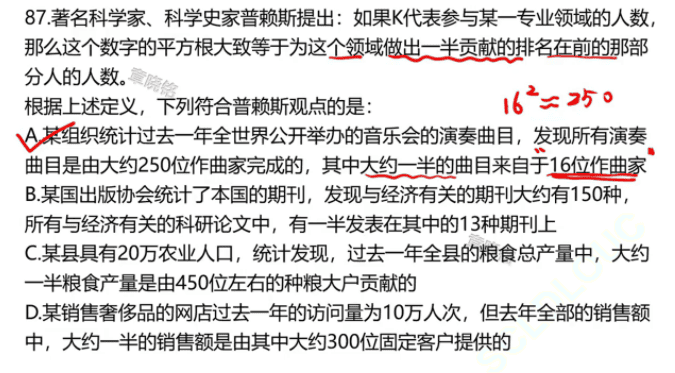 87.著名科学家、科学史家普赖斯提出：如果K代表参与某一专业领域的人数，
那么这个数字的平方根大致等于为这个领域做出一半贡献的排名在前的那部
分人的人数。
根据上述定义，下列符合普赖斯观点的是：
16²≈250
A.某组织统计过去一年全世界公开举办的音乐会的演奏曲目，发现所有演奏
曲目是由大约250位作曲家完成的，其中大约一半的曲目来自于16位作曲家
B.某国出版协会统计了本国的期刊，发现与经济有关的期刊大约有150种，
所有与经济有关的科研论文中，有一半发表在其中的13种期刊上
C.某县具有20万农业人口，统计发现，过去一年全县的粮食总产量中，大约
一半粮食产量是由450位左右的种粮大户贡献的
D.某销售奢侈品的网店过去一年的访问量为10万人次，但去年全部的销售额
中，大约一半的销售额是由其中大约300位固定客户提供的